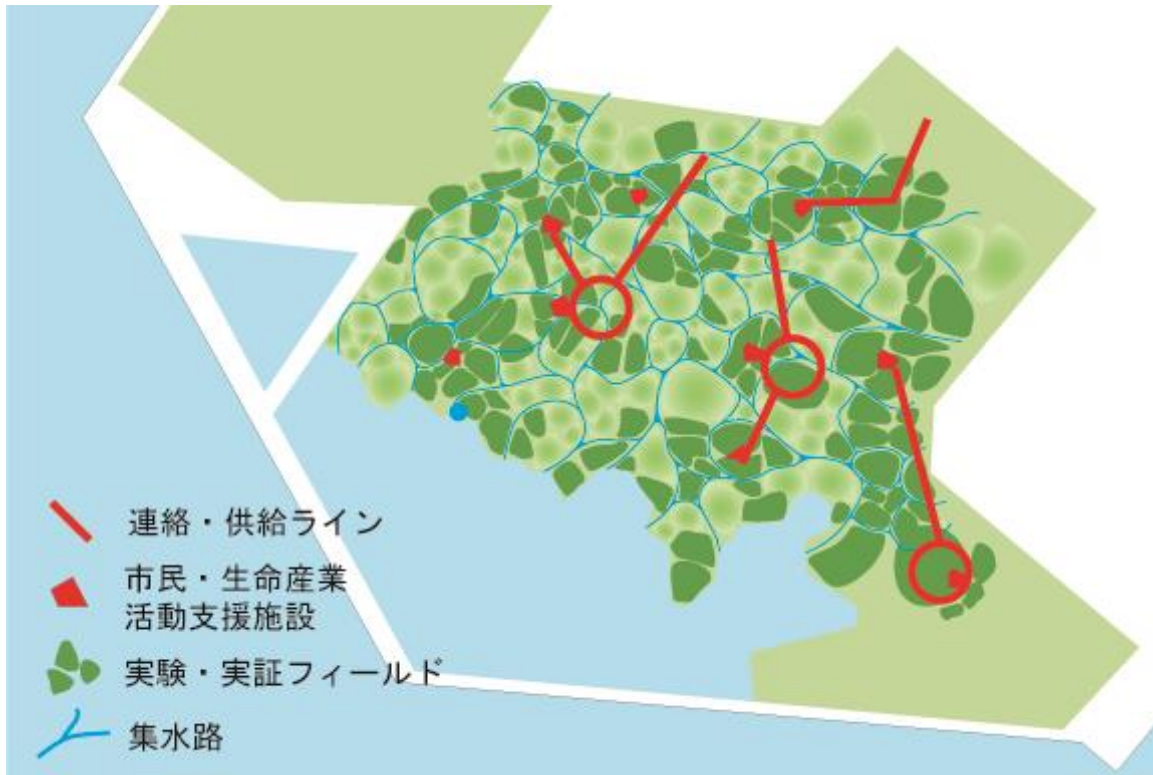 連絡・供給ライン
市民・生命産業
活動支援施設
実験・実証フィールド
集水路